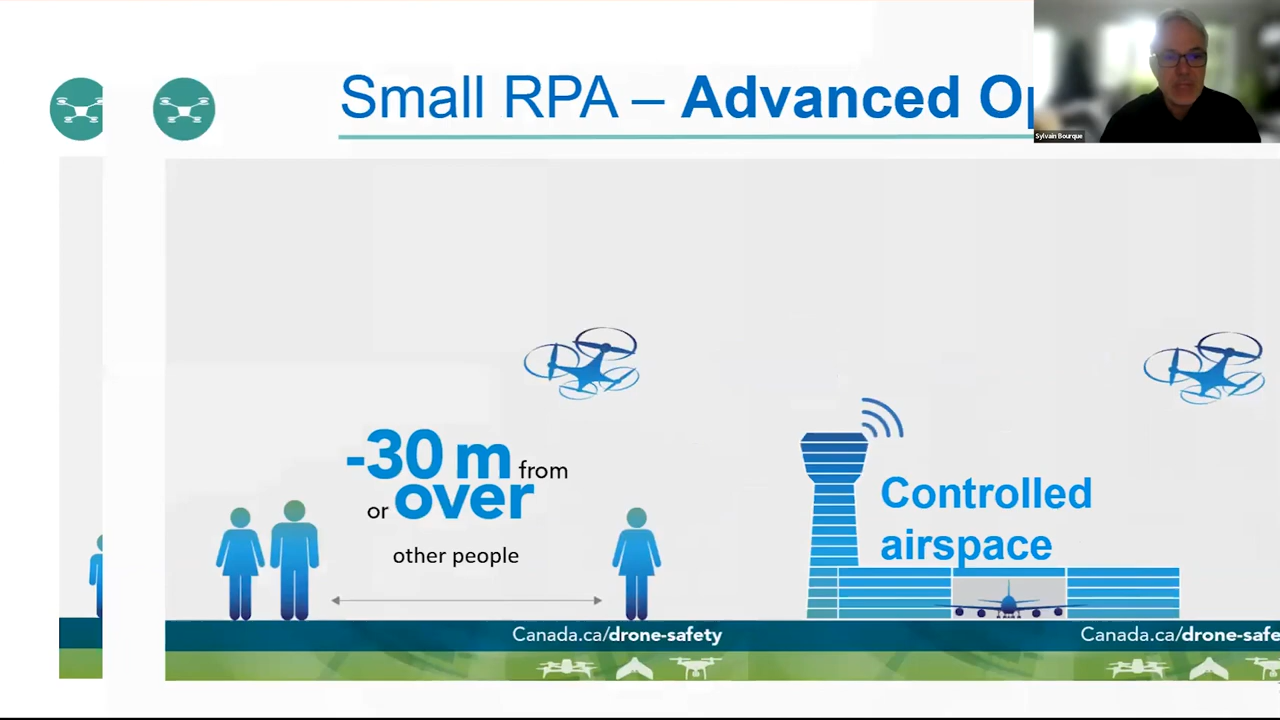 Small RPA – Advanced Op
Sylvain Bourque
-30 m from
or over
other people
Controlled
airspace
Canada.ca/drone-safety
Canada.ca/drone-safe